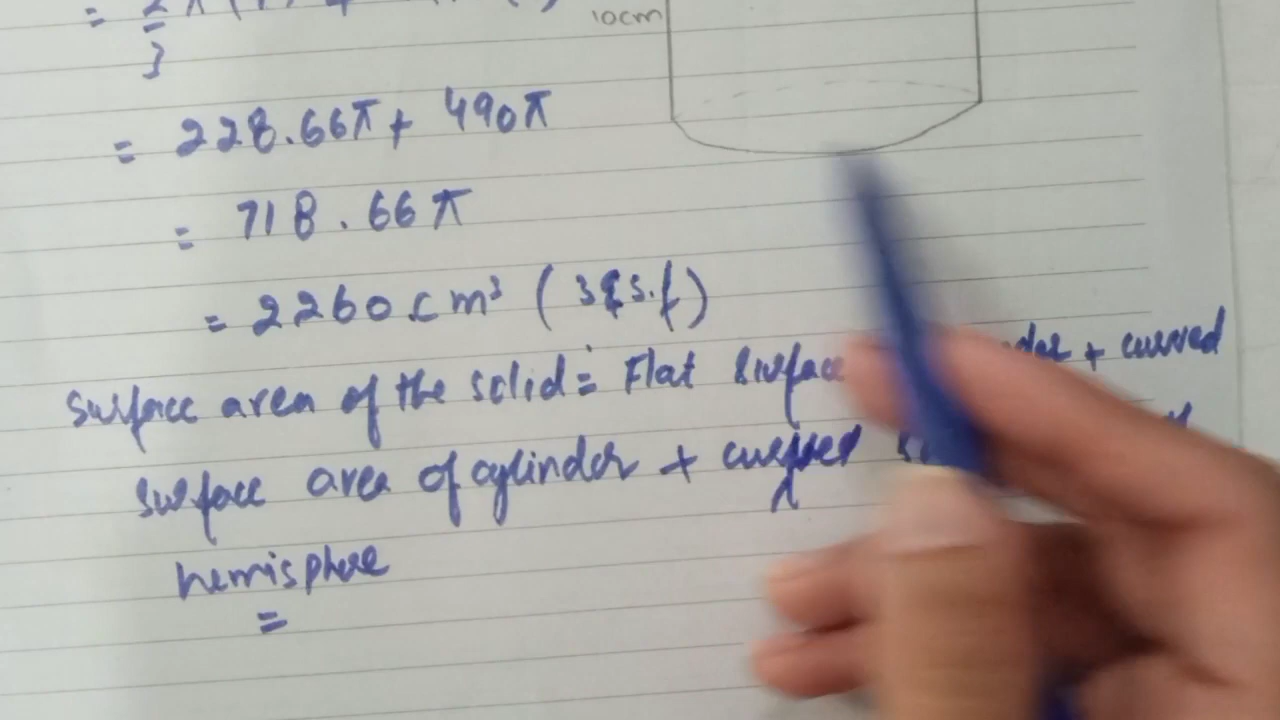 10cm
3
= 228.66π + 490π
= 718.66π
= 2260 cm³ (3 & s.f)
Surface area of the solid = Flat surface + curved
surface area of cylinder + curved
hemisphere
=